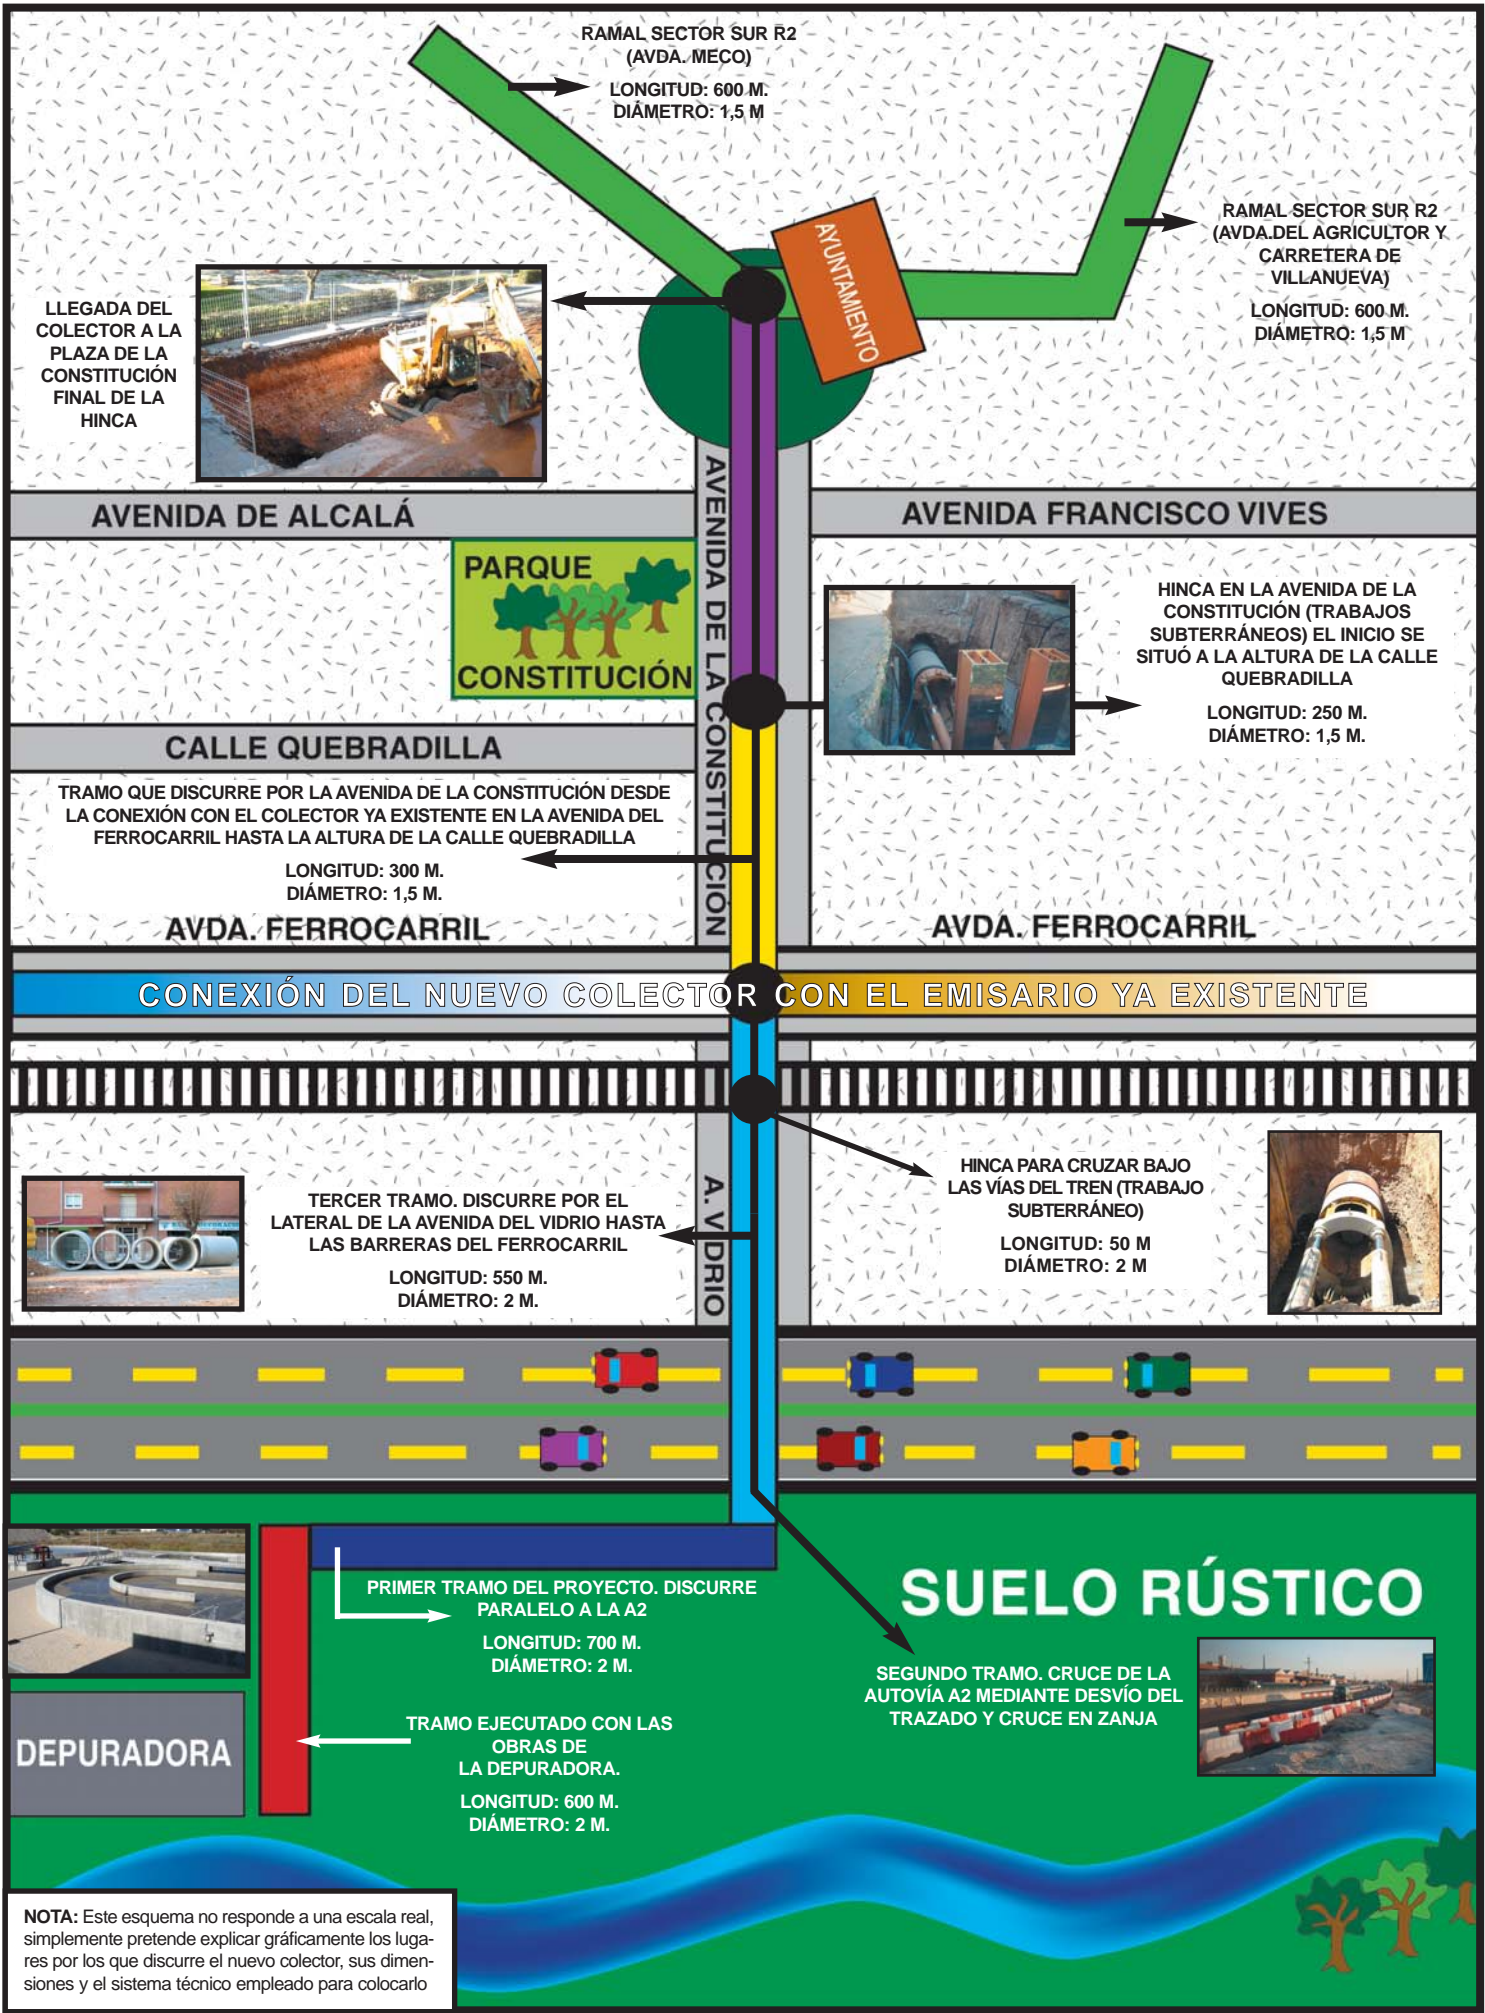 RAMAL SECTOR SUR R2
(AVDA. MECO)
LONGITUD: 600 M.
DIÁMETRO: 1,5 M
RAMAL SECTOR SUR R2
(AVDA.DEL AGRICULTOR Y
CARRETERA DE
VILLANUEVA)
LONGITUD: 600 M.
DIÁMETRO: 1,5 M
AYUNTAMIENTO
LLEGADA DEL
COLECTOR A LA
PLAZA DE LA
CONSTITUCIÓN
FINAL DE LA
HINCA
AVENIDA DE ALCALÁ
AVENIDA FRANCISCO VIVES
AVENIDA DE LA CONSTITUCIÓN
PARQUE
CONSTITUCIÓN
HINCA EN LA AVENIDA DE LA
CONSTITUCIÓN (TRABAJOS
SUBTERRÁNEOS) EL INICIO SE
SITUÓ A LA ALTURA DE LA CALLE
QUEBRADILLA
LONGITUD: 250 M.
DIÁMETRO: 1,5 M.
CALLE QUEBRADILLA
TRAMO QUE DISCURRE POR LA AVENIDA DE LA CONSTITUCIÓN DESDE
LA CONEXIÓN CON EL COLECTOR YA EXISTENTE EN LA AVENIDA DEL
FERROCARRIL HASTA LA ALTURA DE LA CALLE QUEBRADILLA
LONGITUD: 300 M.
DIÁMETRO: 1,5 M.
AVDA. FERROCARRIL
AVDA. FERROCARRIL
CONEXIÓN DEL NUEVO COLECTOR CON EL EMISARIO YA EXISTENTE
HINCA PARA CRUZAR BAJO
LAS VÍAS DEL TREN (TRABAJO
SUBTERRÁNEO)
LONGITUD: 50 M
DIÁMETRO: 2 M
TERCER TRAMO. DISCURRE POR EL
LATERAL DE LA AVENIDA DEL VIDRIO HASTA
LAS BARRERAS DEL FERROCARRIL
LONGITUD: 550 M.
DIÁMETRO: 2 M.
A. VIDRIO
PRIMER TRAMO DEL PROYECTO. DISCURRE
PARALELO A LA A2
LONGITUD: 700 M.
DIÁMETRO: 2 M.
SUELO RÚSTICO
SEGUNDO TRAMO. CRUCE DE LA
AUTOVÍA A2 MEDIANTE DESVÍO DEL
TRAZADO Y CRUCE EN ZANJA
DEPURADORA
TRAMO EJECUTADO CON LAS
OBRAS DE
LA DEPURADORA.
LONGITUD: 600 M.
DIÁMETRO: 2 M.
NOTA: Este esquema no responde a una escala real,
simplemente pretende explicar gráficamente los luga-
res por los que discurre el nuevo colector, sus dimen-
siones y el sistema técnico empleado para colocarlo